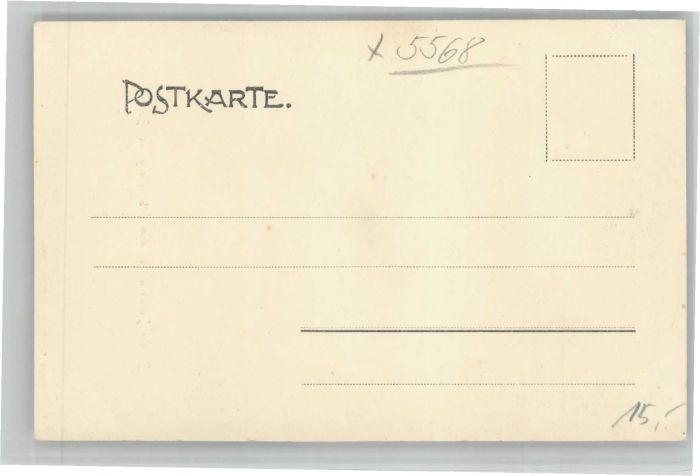 x 5568
POSTKARTE.
15,-